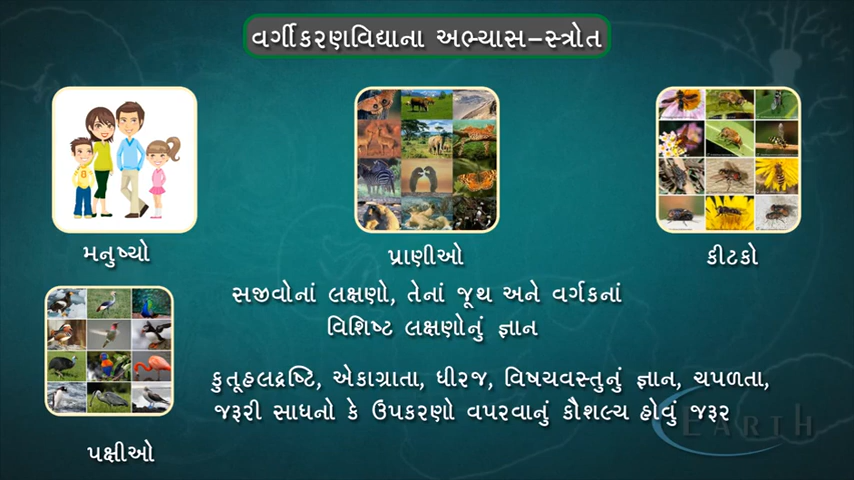 વર્ગીકરણવિદ્યાના અભ્યાસ-સ્ત્રોત
મનુષ્યો
પ્રાણીઓ
કીટકો
સજીવોનાં લક્ષણો, તેનાં જૂથ અને વર્ગકનાં
વિશિષ્ટ લક્ષણોનું જ્ઞાન
કુતૂહલદ્રષ્ટિ, એકાગ્રાતા, ધીરજ, વિષયવસ્તુનું જ્ઞાન, ચપળતા,
જરૂરી સાધનો કે ઉપકરણો વપરવાનું કૌશલ્ય હોવું જરૂર
EARTH
પક્ષીઓ